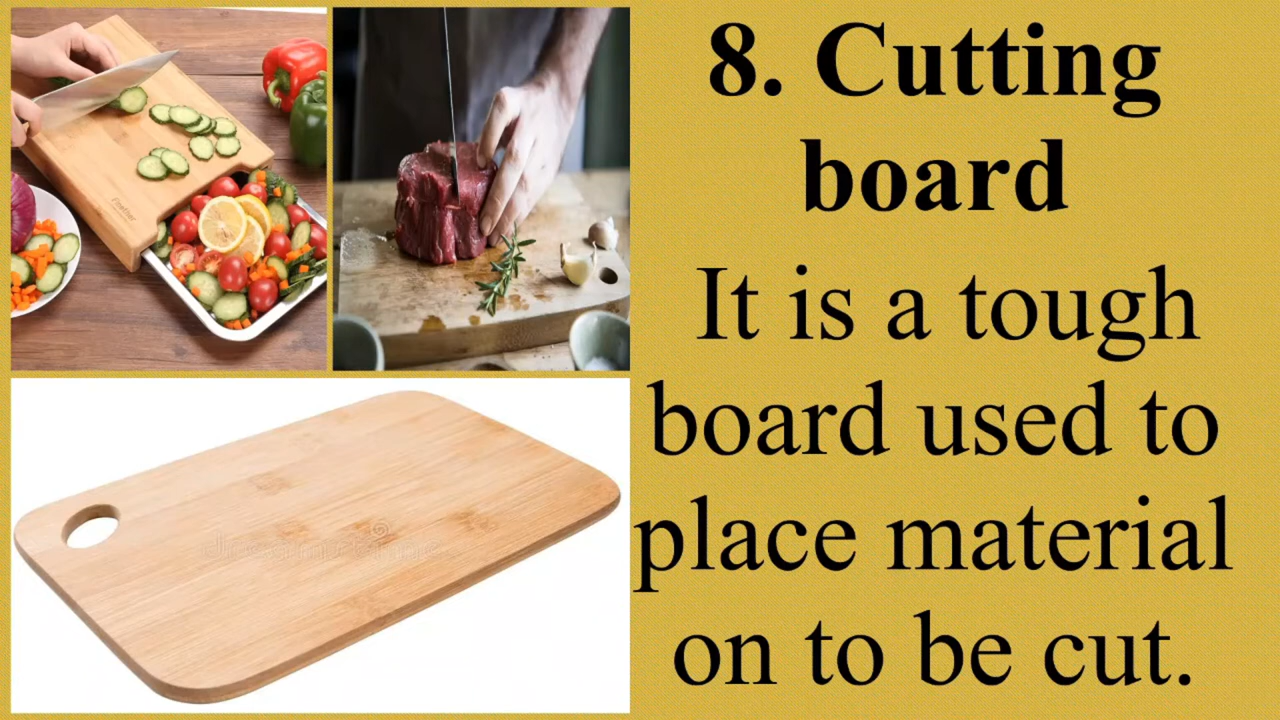 8. Cutting
board
It is a tough
board used to
place material
on to be cut.